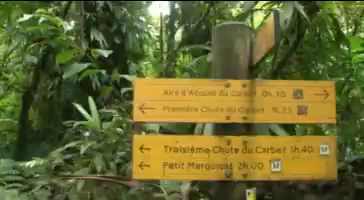 Aire d'Accueil du Carbet 0h.10
Première Chute du Carbet 1h.25
Troisième Chute du Carbet 1h.40
Petit Marquisat 2h.00